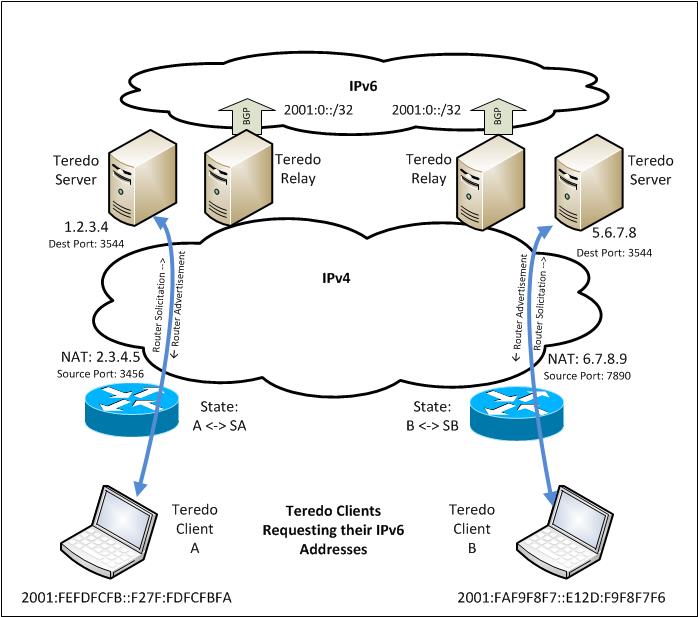 IPv6
BGP
2001:0::/32
2001:0::/32
BGP
Teredo
Server
Teredo
Relay
Teredo
Relay
Teredo
Server
1.2.3.4
Dest Port: 3544
5.6.7.8
Dest Port: 3544
IPv4
Router Solicitation -->
<- Router Advertisement
<- Router Advertisement
Router Solicitation -->
NAT: 2.3.4.5
Source Port: 3456
NAT: 6.7.8.9
Source Port: 7890
State:
A <-> SA
State:
B <-> SB
Teredo
Client
A
Teredo Clients
Requesting their IPv6
Addresses
Teredo
Client
B
2001:FEFDFCFB::F27F:FDFCFBFA
2001:FAF9F8F7::E12D:F9F8F7F6